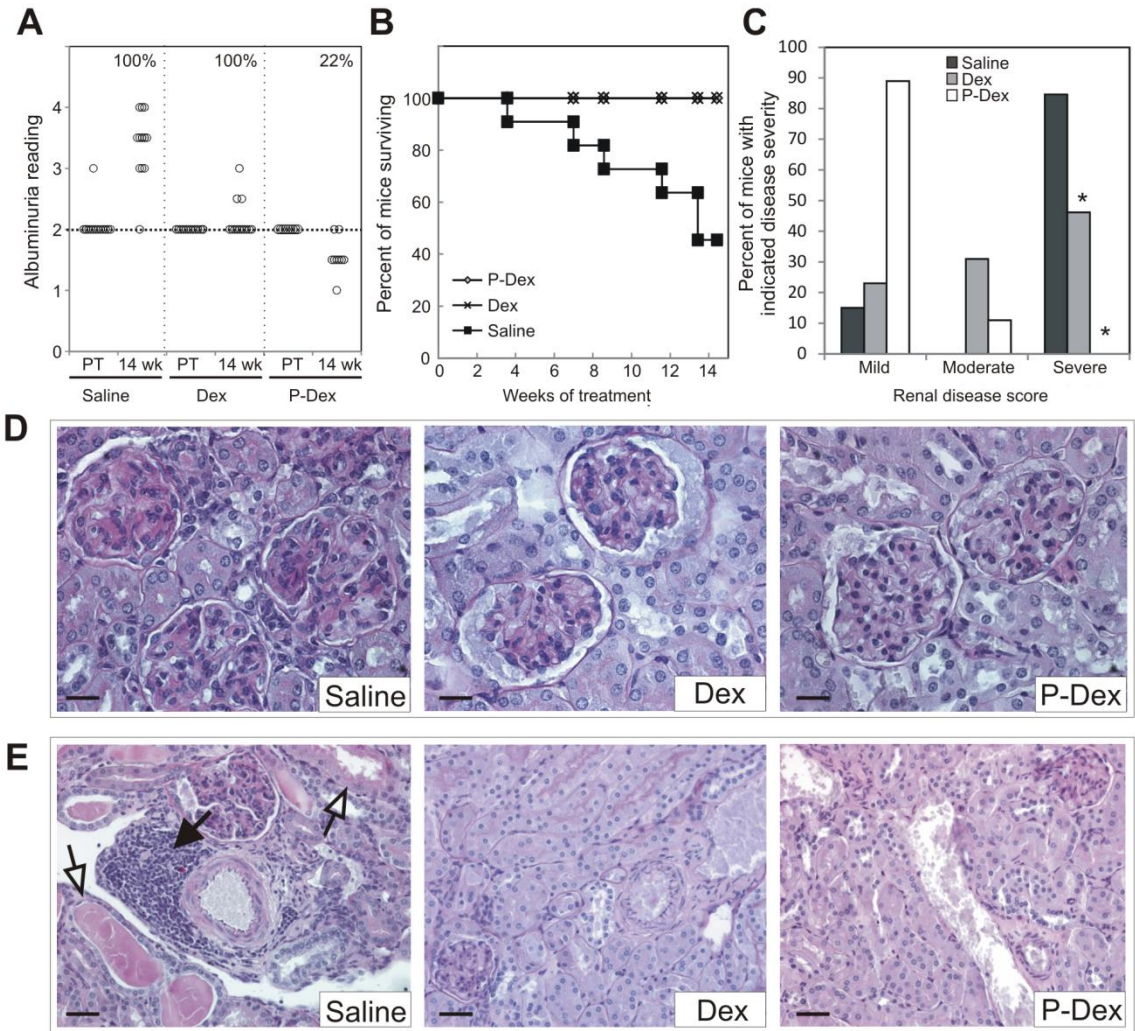 A
100%
100%
22%
Albuminuria reading
4
3
2
1
PT 14 wk PT 14 wk PT 14 wk
Saline Dex P-Dex
B
Percent of mice surviving
100
80
60
40
20
0
P-Dex
Dex
Saline
0 2 4 6 8 10 12 14
Weeks of treatment
C
Percent of mice with
indicated disease severity
100
90
80
70
60
50
40
30
20
10
0
Saline
Dex
P-Dex
*
*
Mild Moderate Severe
Renal disease score
D
Saline
Dex
P-Dex
E
Saline
Dex
P-Dex